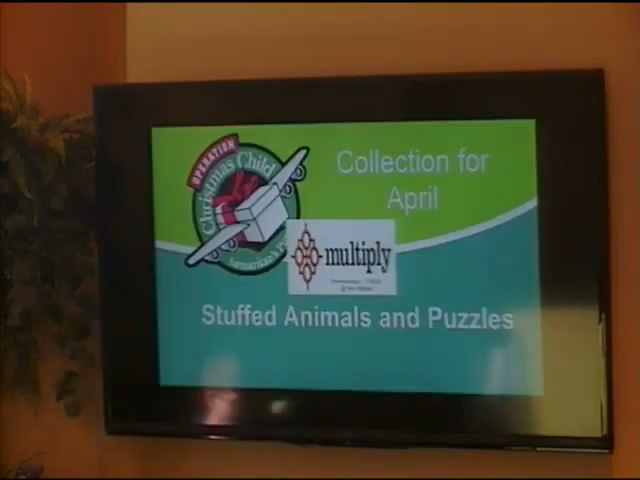 OPERATION
Christmas Child
Collection for
April
multiply
Stuffed Animals and Puzzles